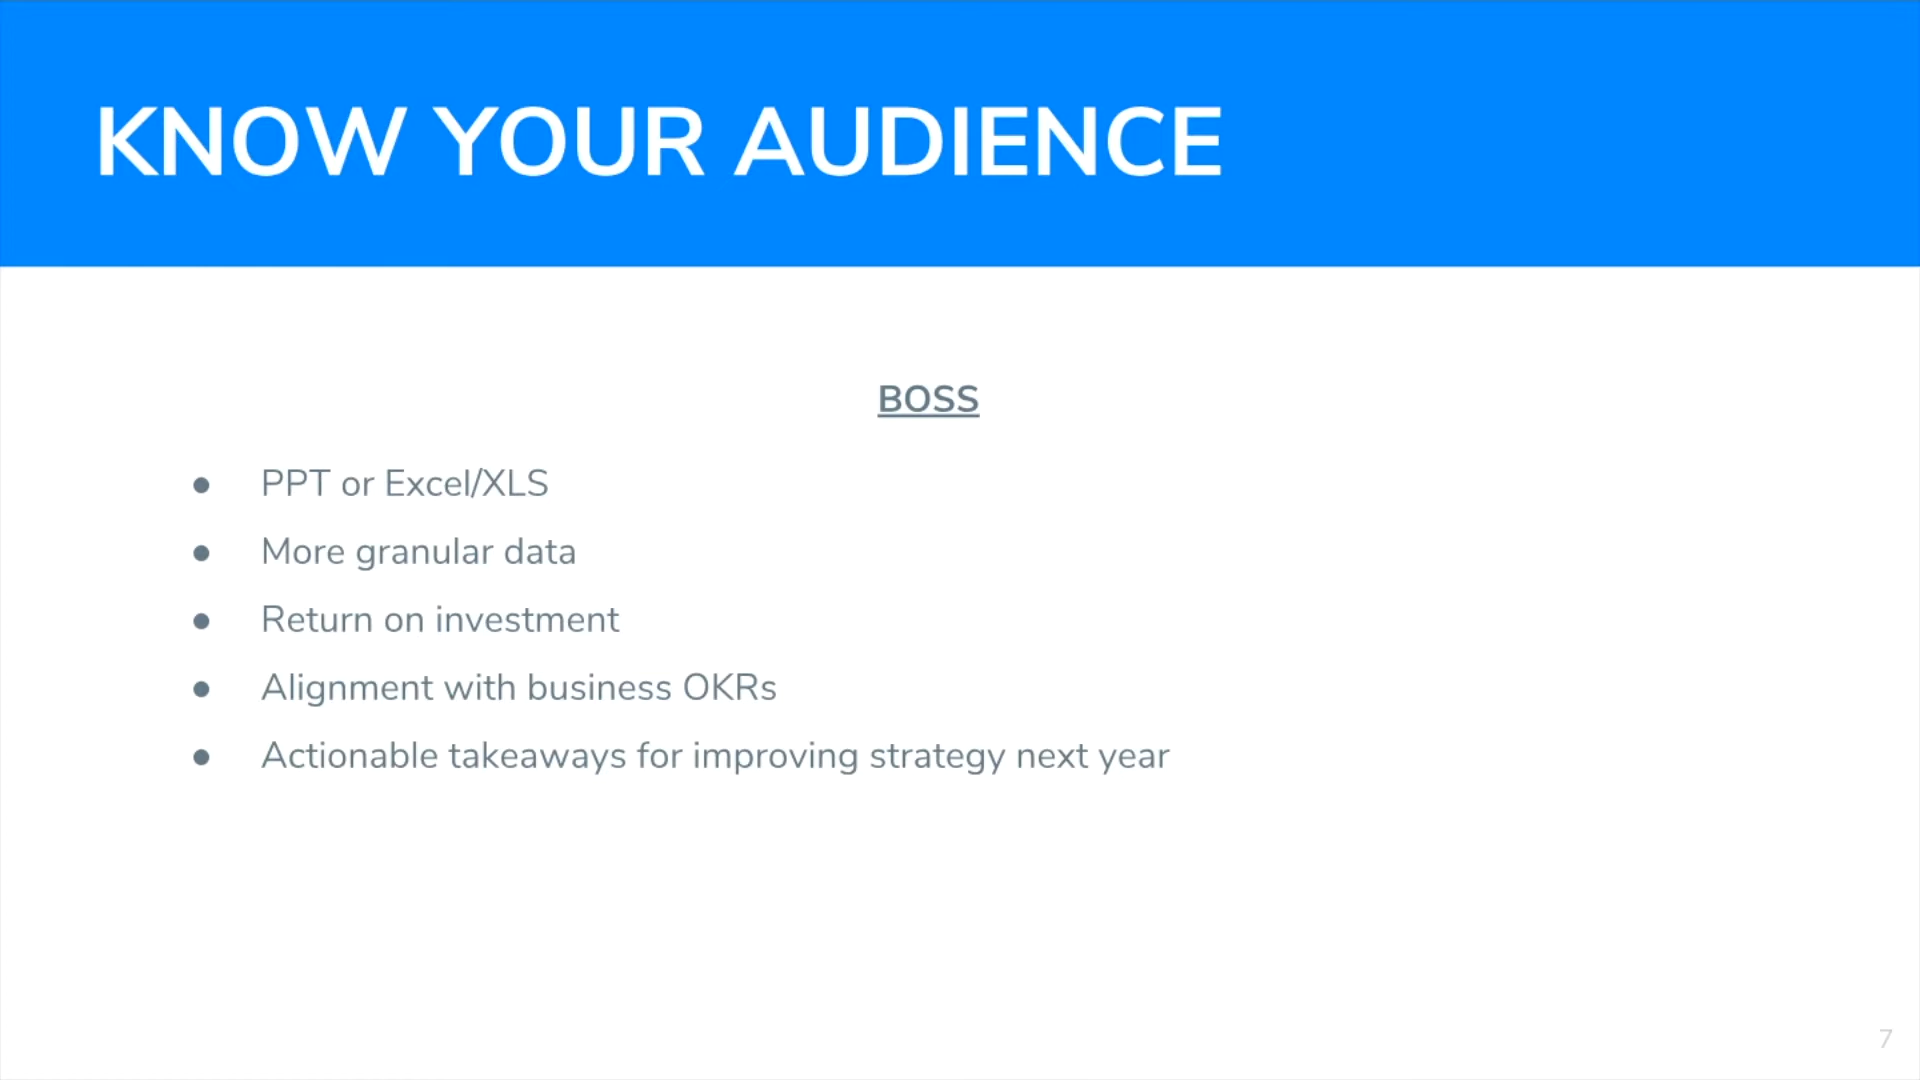 KNOW YOUR AUDIENCE
BOSS
● PPT or Excel/XLS
● More granular data
● Return on investment
● Alignment with business OKRs
● Actionable takeaways for improving strategy next year
7